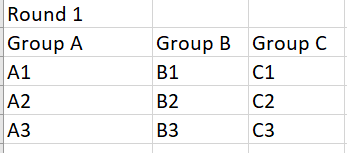 Round 1
Group A Group B Group C
A1 B1 C1
A2 B2 C2
A3 B3 C3